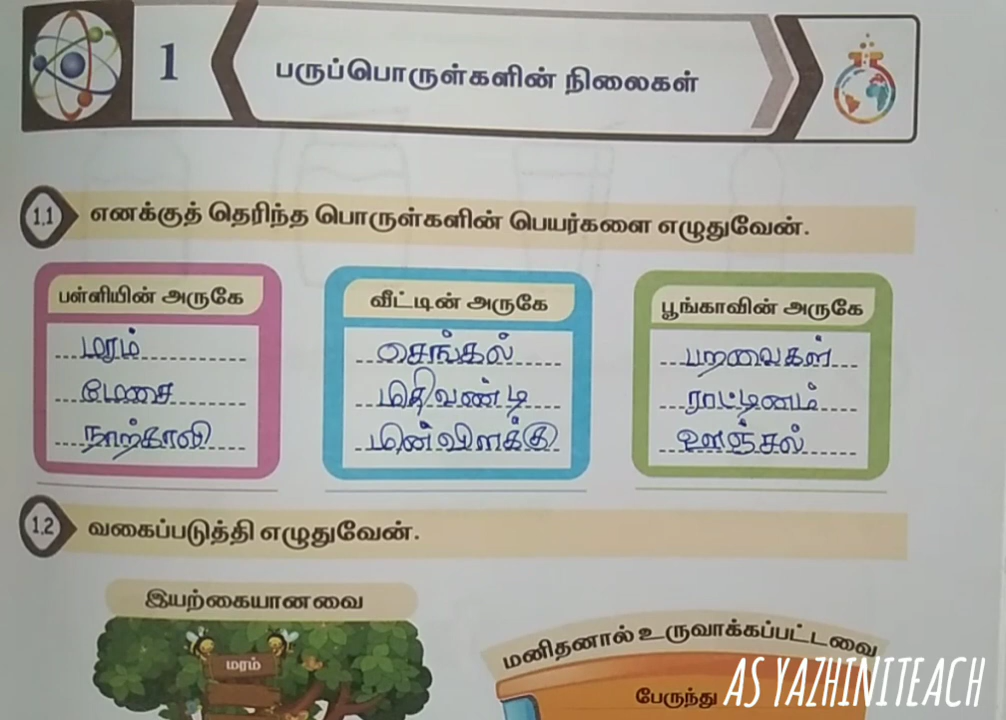 1
பருப்பொருள்களின் நிலைகள்
1.1 எனக்குத் தெரிந்த பொருள்களின் பெயர்களை எழுதுவேன்.
பள்ளியின் அருகே
மரம்
மேசை
நாற்காலி
வீட்டின் அருகே
செங்கல்
மிதிவண்டி
மின்விளக்கு
பூங்காவின் அருகே
பறவைகள்
ராட்டினம்
ஊஞ்சல்
1.2 வகைப்படுத்தி எழுதுவேன்.
இயற்கையானவை
மரம்
மனிதனால் உருவாக்கப்பட்டவை
பேருந்து
AS YAZHINITEACH